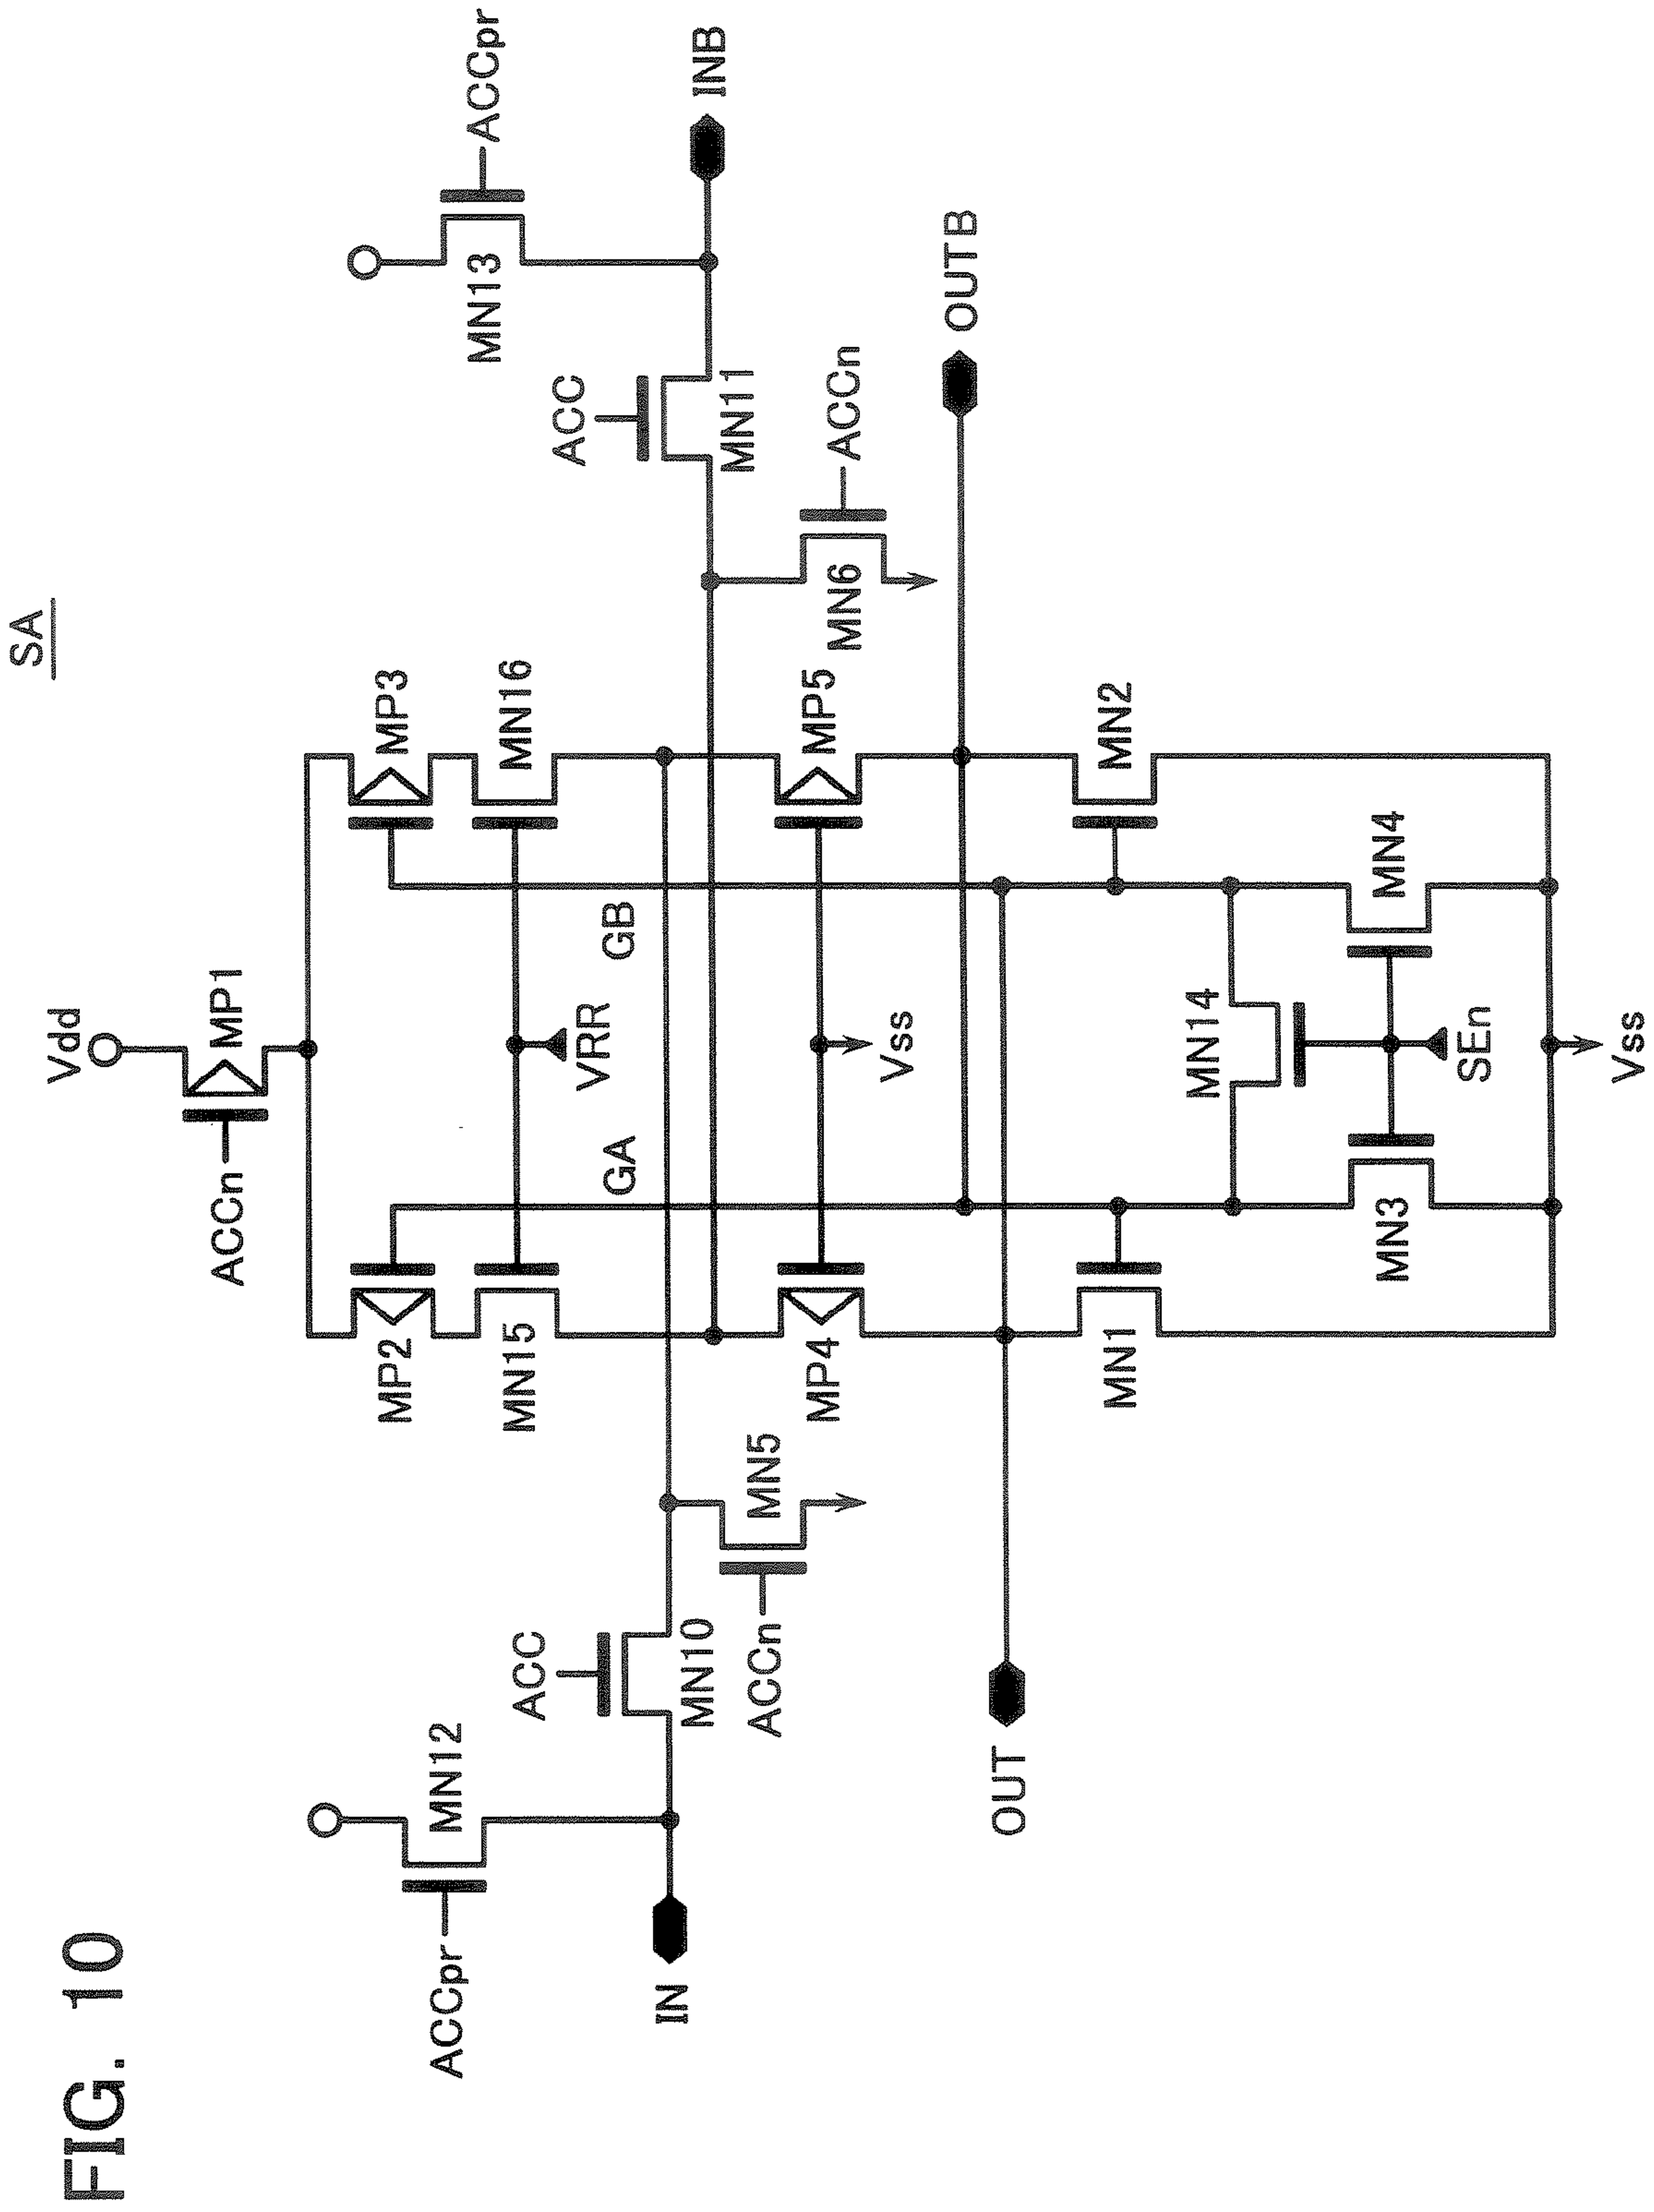 FIG. 10
SA
Vdd
ACCn
MP1
MP2
MP3
MN15
MN16
VRR
GA
GB
ACCpr
MN12
ACCpr
MN13
IN
INB
ACC
MN10
ACC
MN11
ACCn
MN5
ACCn
MN6
MP4
MP5
Vss
OUT
OUTB
MN1
MN2
MN14
MN3
MN4
SEn
Vss